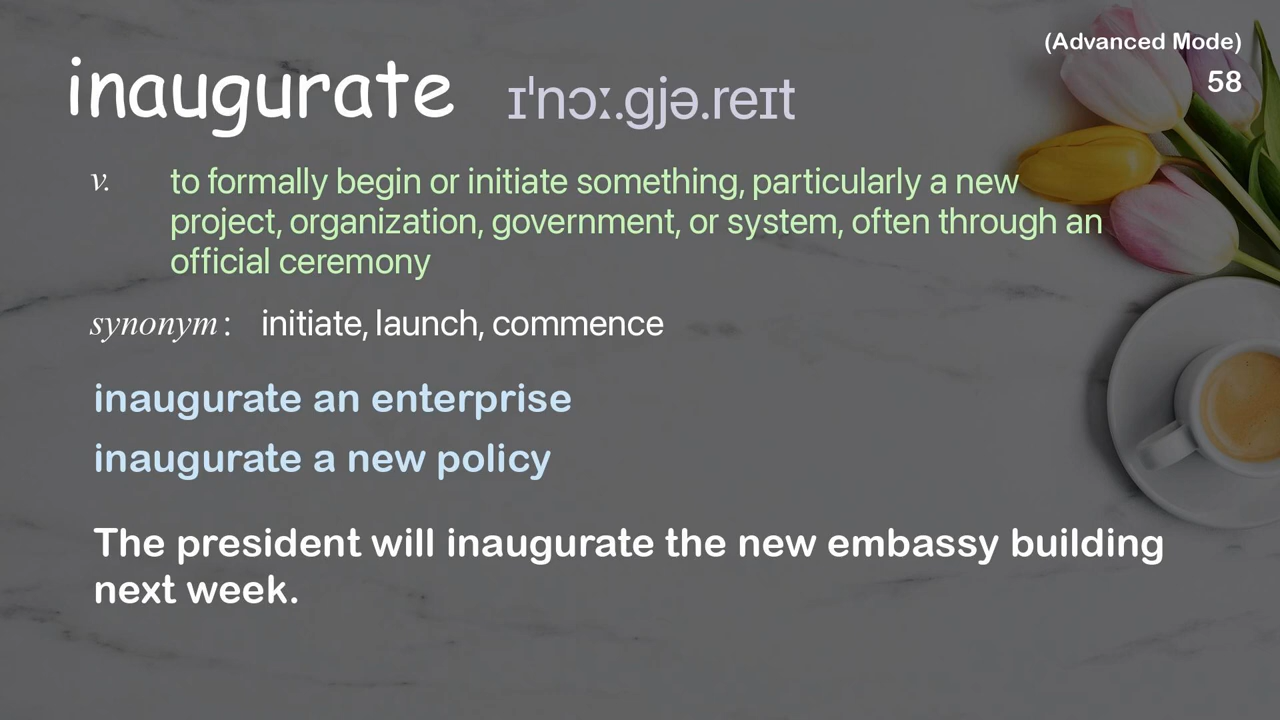 (Advanced Mode)
58
inaugurate ɪˈnɔː.gjə.reɪt
v. to formally begin or initiate something, particularly a new
project, organization, government, or system, often through an
official ceremony
synonym: initiate, launch, commence
inaugurate an enterprise
inaugurate a new policy
The president will inaugurate the new embassy building
next week.